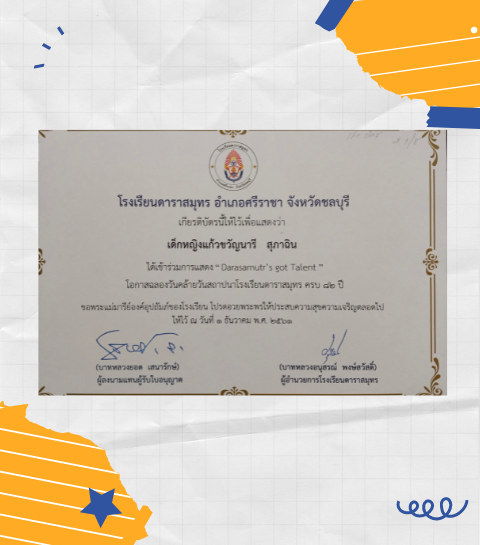 โรงเรียนดาราสมุทร อำเภอศรีราชา จังหวัดชลบุรี
เกียรติบัตรนี้ให้ไว้เพื่อแสดงว่า
เด็กหญิงแก้วขวัญนารี สุภาฉิน
ได้เข้าร่วมการแสดง “ Darasamutr's got Talent ”
โอกาสฉลองวันคล้ายวันสถาปนาโรงเรียนดาราสมุทร ครบ ๘๒ ปี
ขอพระแม่มารีย์องค์อุปถัมภ์ของโรงเรียน โปรดอวยพระพรให้ประสบความสุขความเจริญตลอดไป
ให้ไว้ ณ วันที่ ๑ ธันวาคม พ.ศ. ๒๕๖๑
(บาทหลวงยอด เสนารักษ์)
ผู้ลงนามแทนผู้รับใบอนุญาต
(บาทหลวงอนุสรณ์ พงษ์สวัสดิ์)
ผู้อำนวยการโรงเรียนดาราสมุทร